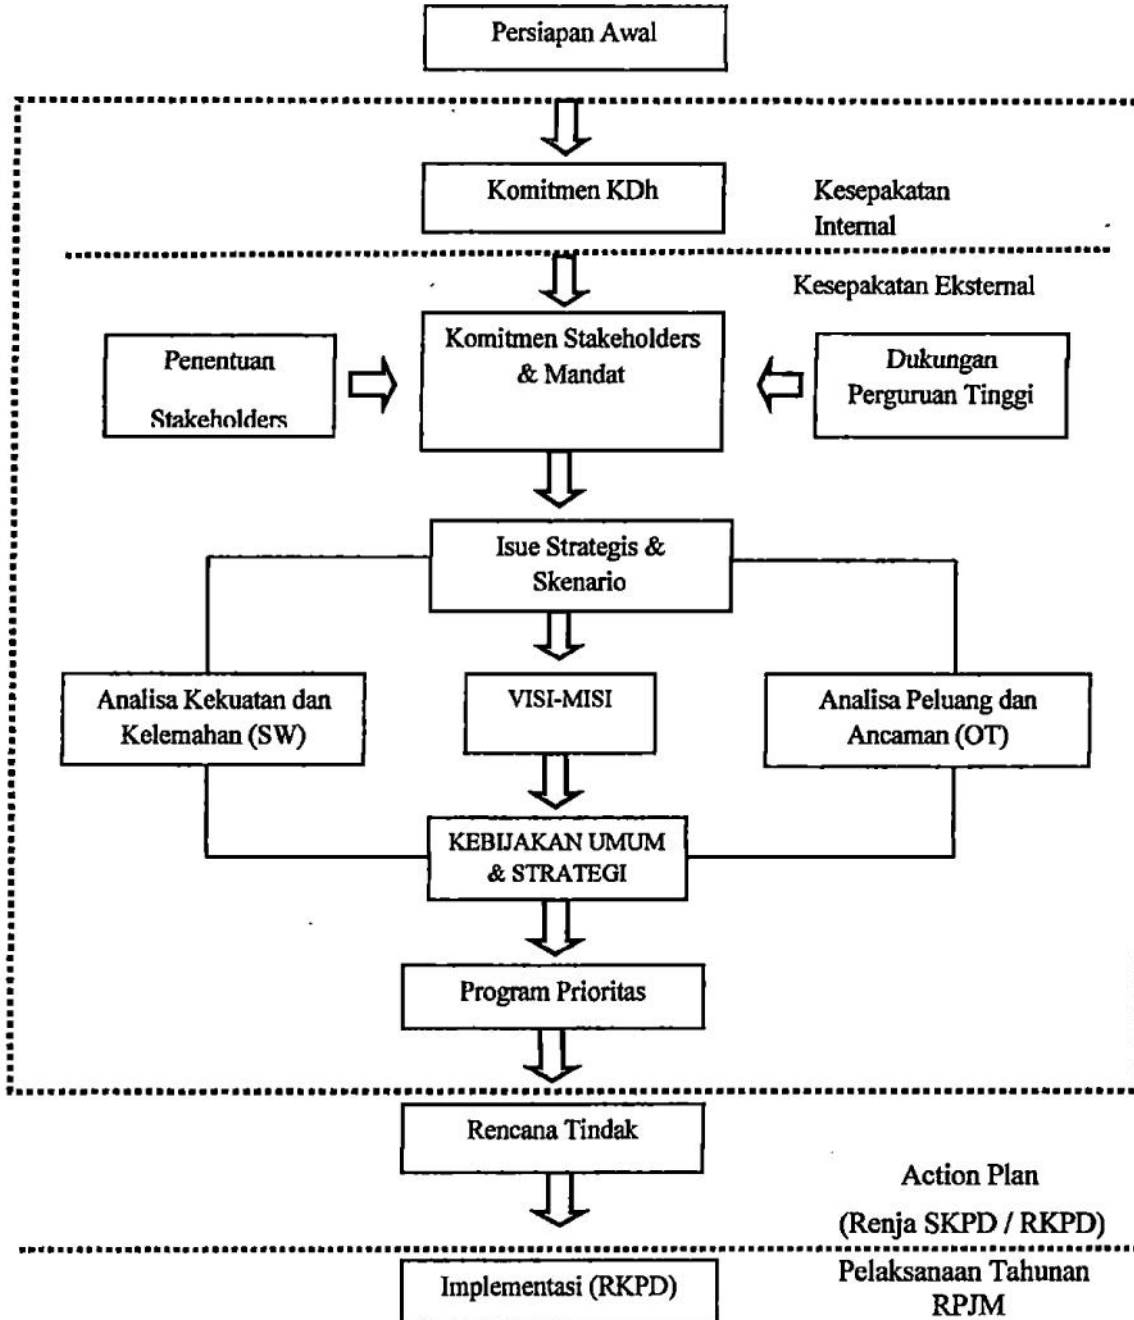 Persiapan Awal
Komitmen KDh
Kesepakatan
Internal
Kesepakatan Eksternal
Penentuan
Stakeholders
Komitmen Stakeholders
& Mandat
Dukungan
Perguruan Tinggi
Isue Strategis &
Skenario
Analisa Kekuatan dan
Kelemahan (SW)
VISI-MISI
Analisa Peluang dan
Ancaman (OT)
KEBIJAKAN UMUM
& STRATEGI
Program Prioritas
Rencana Tindak
Action Plan
(Renja SKPD / RKPD)
Implementasi (RKPD)
Pelaksanaan Tahunan
RPJM